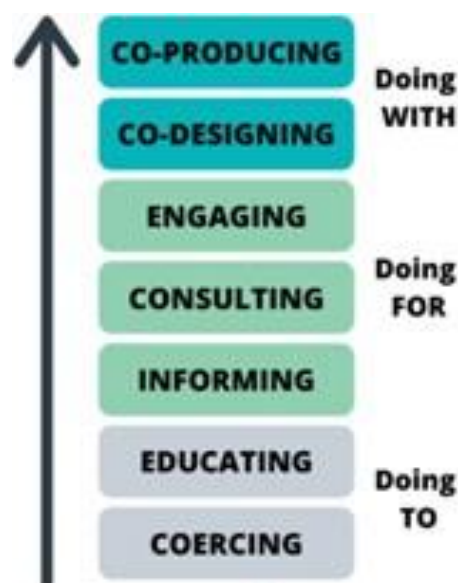 CO-PRODUCING
CO-DESIGNING
Doing
WITH
ENGAGING
CONSULTING
INFORMING
Doing
FOR
EDUCATING
COERCING
Doing
TO